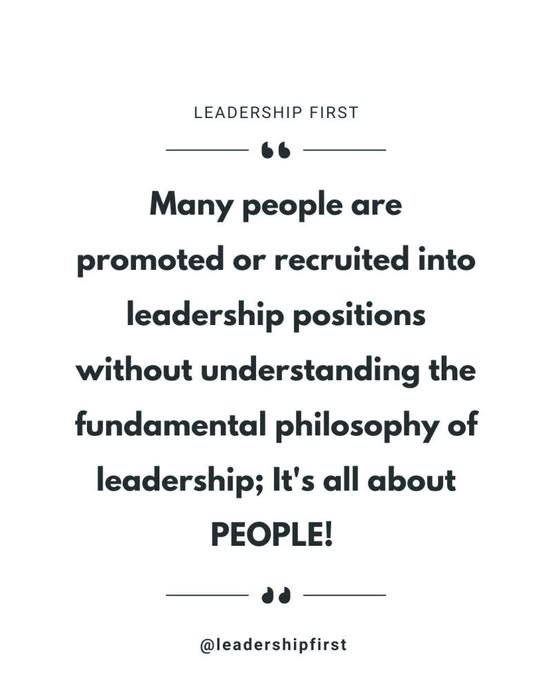 LEADERSHIP FIRST
❝
Many people are
promoted or recruited into
leadership positions
without understanding the
fundamental philosophy of
leadership; It's all about
PEOPLE!
❞
@leadershipfirst